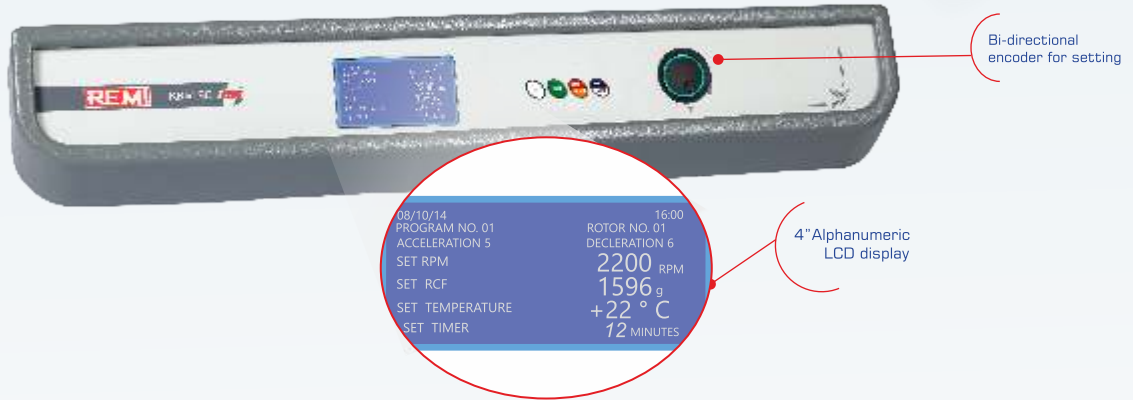 REMI
Bi-directional
encoder for setting
08/10/14 16:00
PROGRAM NO. 01 ROTOR NO. 01
ACCELERATION 5 DECLERATION 6
SET RPM 2200 RPM
SET RCF 1596 g
SET TEMPERATURE +22 ° C
SET TIMER 12 MINUTES
4"Alphanumeric
LCD display